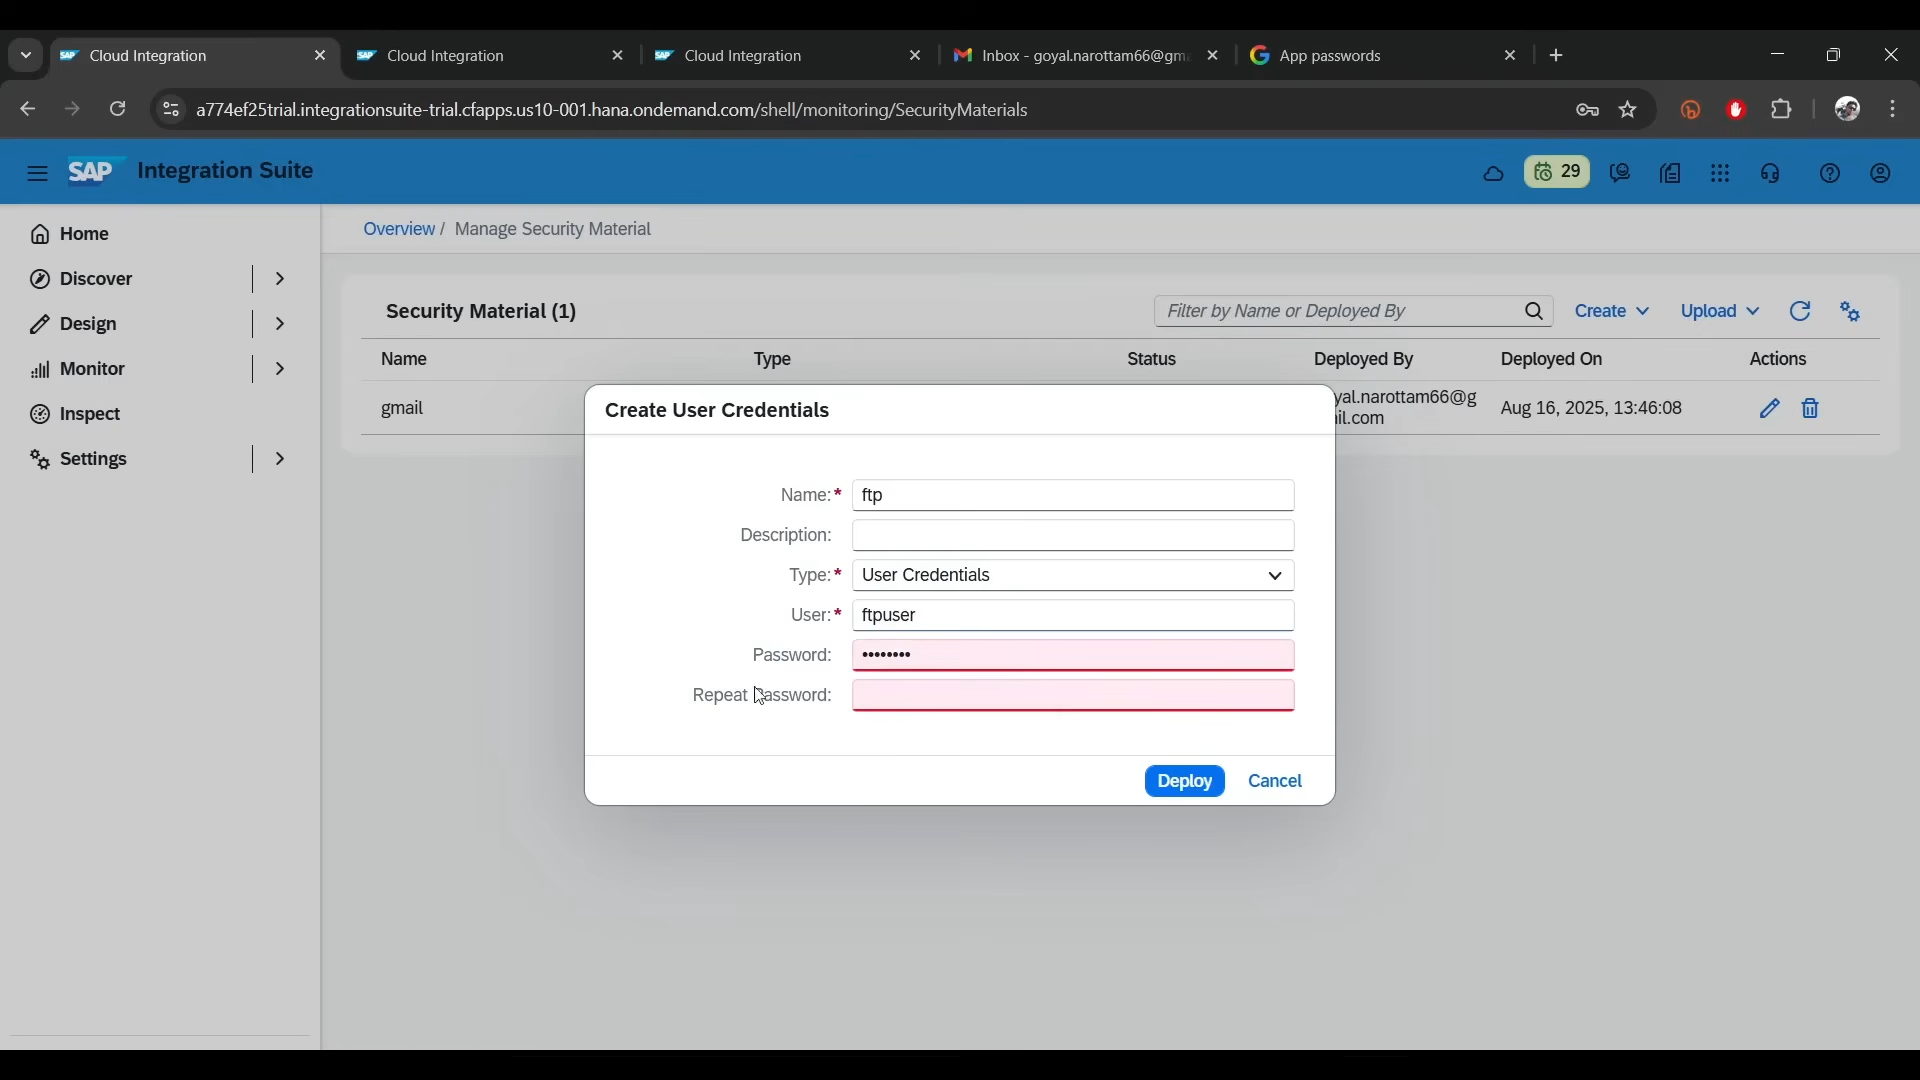 Cloud Integration
Cloud Integration
Cloud Integration
Inbox - goyal.narottam66@gm
App passwords
a774ef25trial.integrationsuite-trial.cfapps.us10-001.hana.ondemand.com/shell/monitoring/SecurityMaterials
SAP Integration Suite
29
Home
Discover
Design
Monitor
Inspect
Settings
Overview / Manage Security Material
Security Material (1)
Filter by Name or Deployed By
Create
Upload
Name Type Status Deployed By Deployed On Actions
gmail
yal.narottam66@g
il.com
Aug 16, 2025, 13:46:08
Create User Credentials
Name:* ftp
Description:
Type:* User Credentials
User:* ftpuser
Password: ••••••••
Repeat Password:
Deploy Cancel